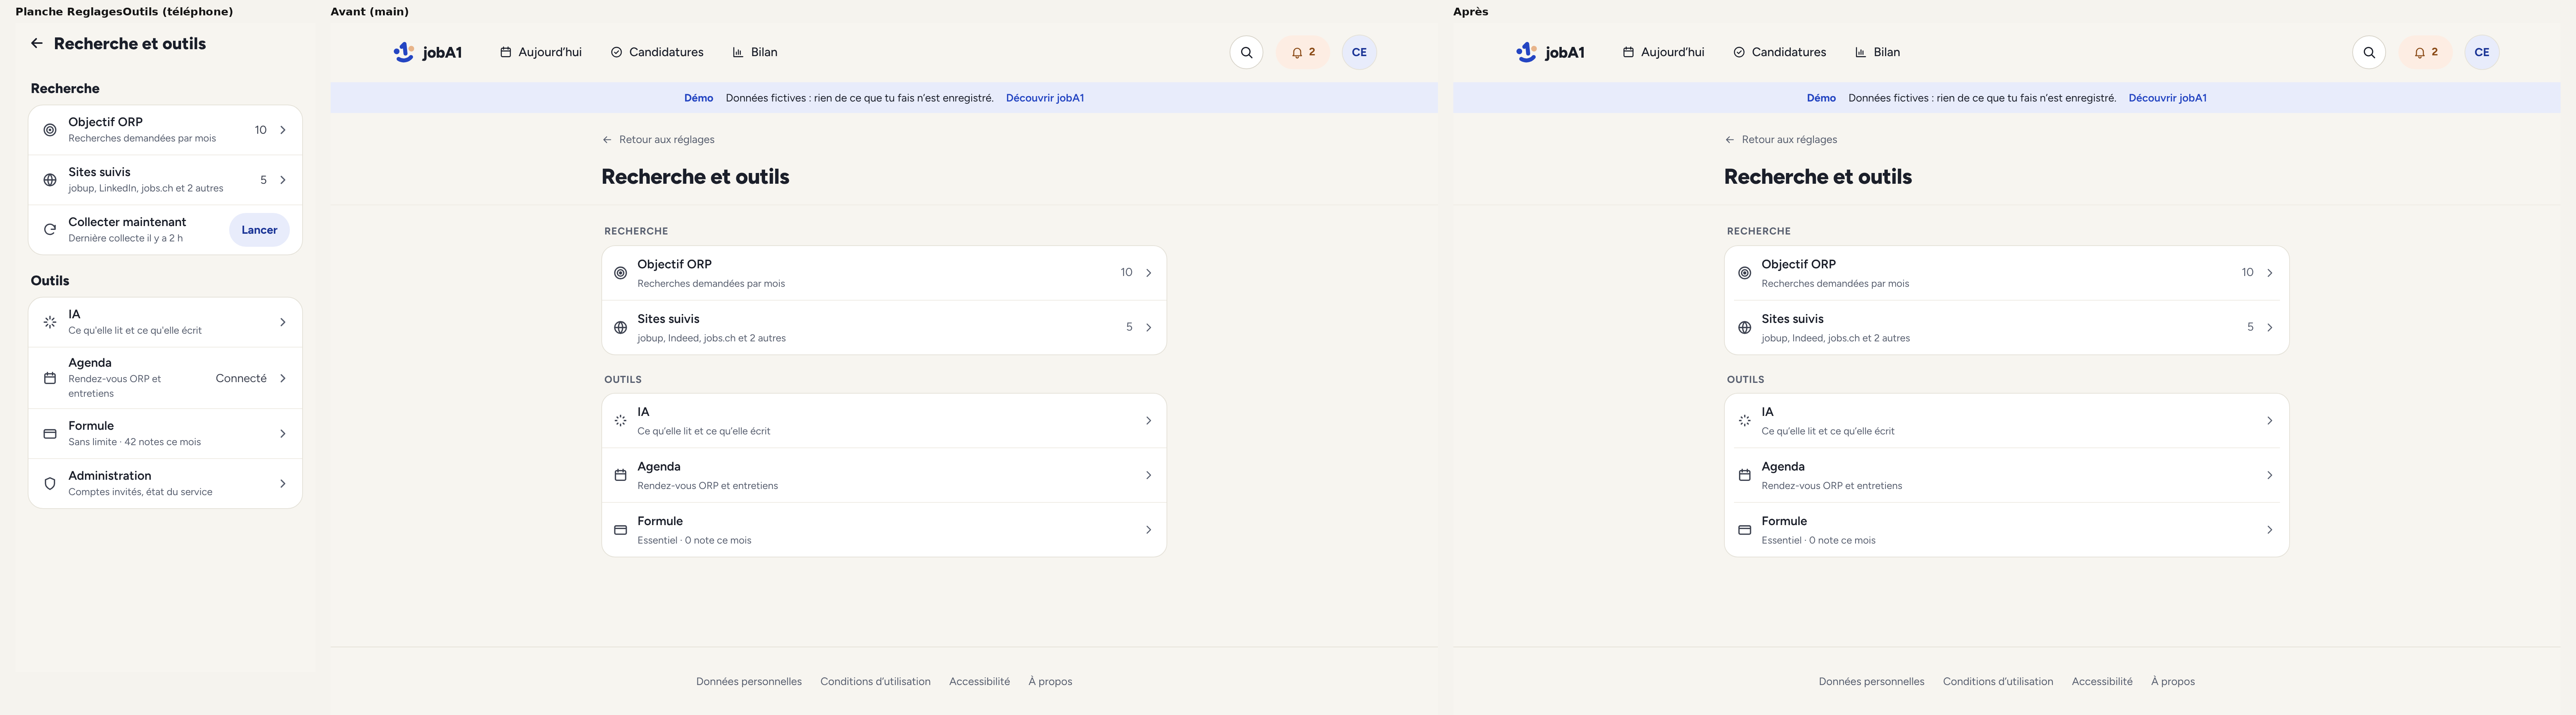 Planche RéglagesOutils (téléphone)
Recherche et outils
Recherche
Objectif ORP
Recherches demandées par mois
10
Sites suivis
jobup, LinkedIn, jobs.ch et 2 autres
5
Collecter maintenant
Dernière collecte il y a 2 h
Lancer
Outils
IA
Ce qu'elle lit et ce qu'elle écrit
Agenda
Rendez-vous ORP et
entretiens
Connecté
Formule
Sans limite · 42 notes ce mois
Administration
Comptes invités, état du service
Avant (main)
jobA1 Aujourd'hui Candidatures Bilan 2 CE
Démo Données fictives : rien de ce que tu fais n'est enregistré. Découvrir jobA1
Retour aux réglages
Recherche et outils
RECHERCHE
Objectif ORP
Recherches demandées par mois
10
Sites suivis
jobup, Indeed, jobs.ch et 2 autres
5
OUTILS
IA
Ce qu'elle lit et ce qu'elle écrit
Agenda
Rendez-vous ORP et entretiens
Formule
Essentiel · 0 note ce mois
Données personnelles Conditions d'utilisation Accessibilité À propos
Après
jobA1 Aujourd'hui Candidatures Bilan 2 CE
Démo Données fictives : rien de ce que tu fais n'est enregistré. Découvrir jobA1
Retour aux réglages
Recherche et outils
RECHERCHE
Objectif ORP
Recherches demandées par mois
10
Sites suivis
jobup, Indeed, jobs.ch et 2 autres
5
OUTILS
IA
Ce qu'elle lit et ce qu'elle écrit
Agenda
Rendez-vous ORP et entretiens
Formule
Essentiel · 0 note ce mois
Données personnelles Conditions d'utilisation Accessibilité À propos